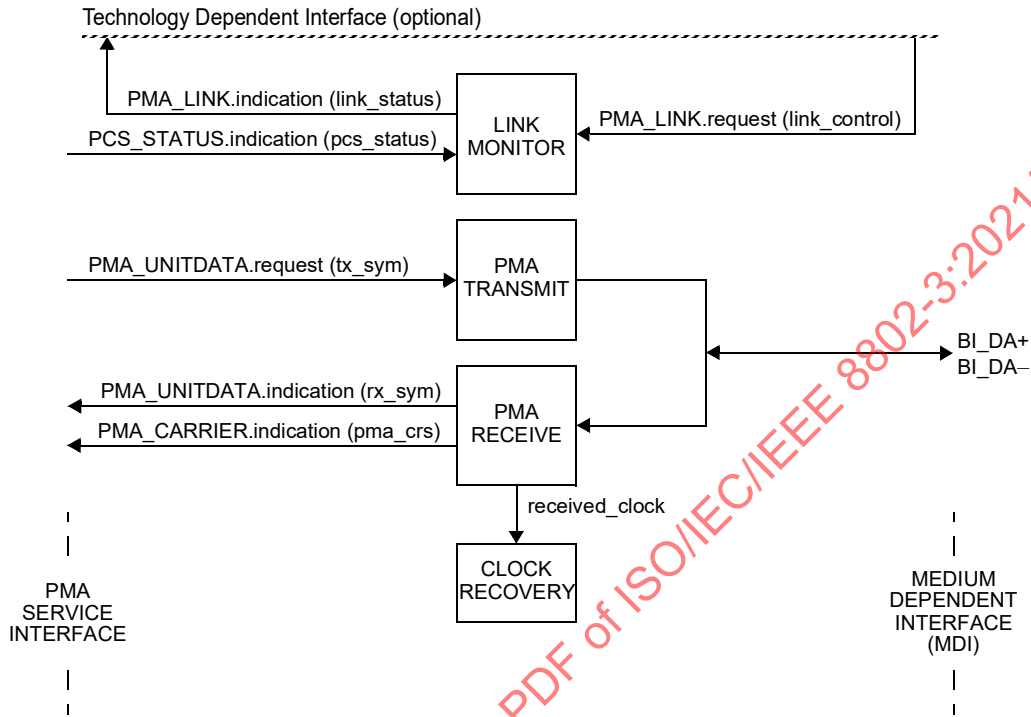 Technology Dependent Interface (optional)
PMA_LINK.indication (link_status)
PCS_STATUS.indication (pcs_status)
LINK
MONITOR
PMA_LINK.request (link_control)
PMA_UNITDATA.request (tx_sym)
PMA
TRANSMIT
BI_DA+
BI_DA–
PMA_UNITDATA.indication (rx_sym)
PMA_CARRIER.indication (pma_crs)
PMA
RECEIVE
received_clock
CLOCK
RECOVERY
PMA
SERVICE
INTERFACE
MEDIUM
DEPENDENT
INTERFACE
(MDI)
PDF of ISO/IEC/IEEE 8802-3:2021